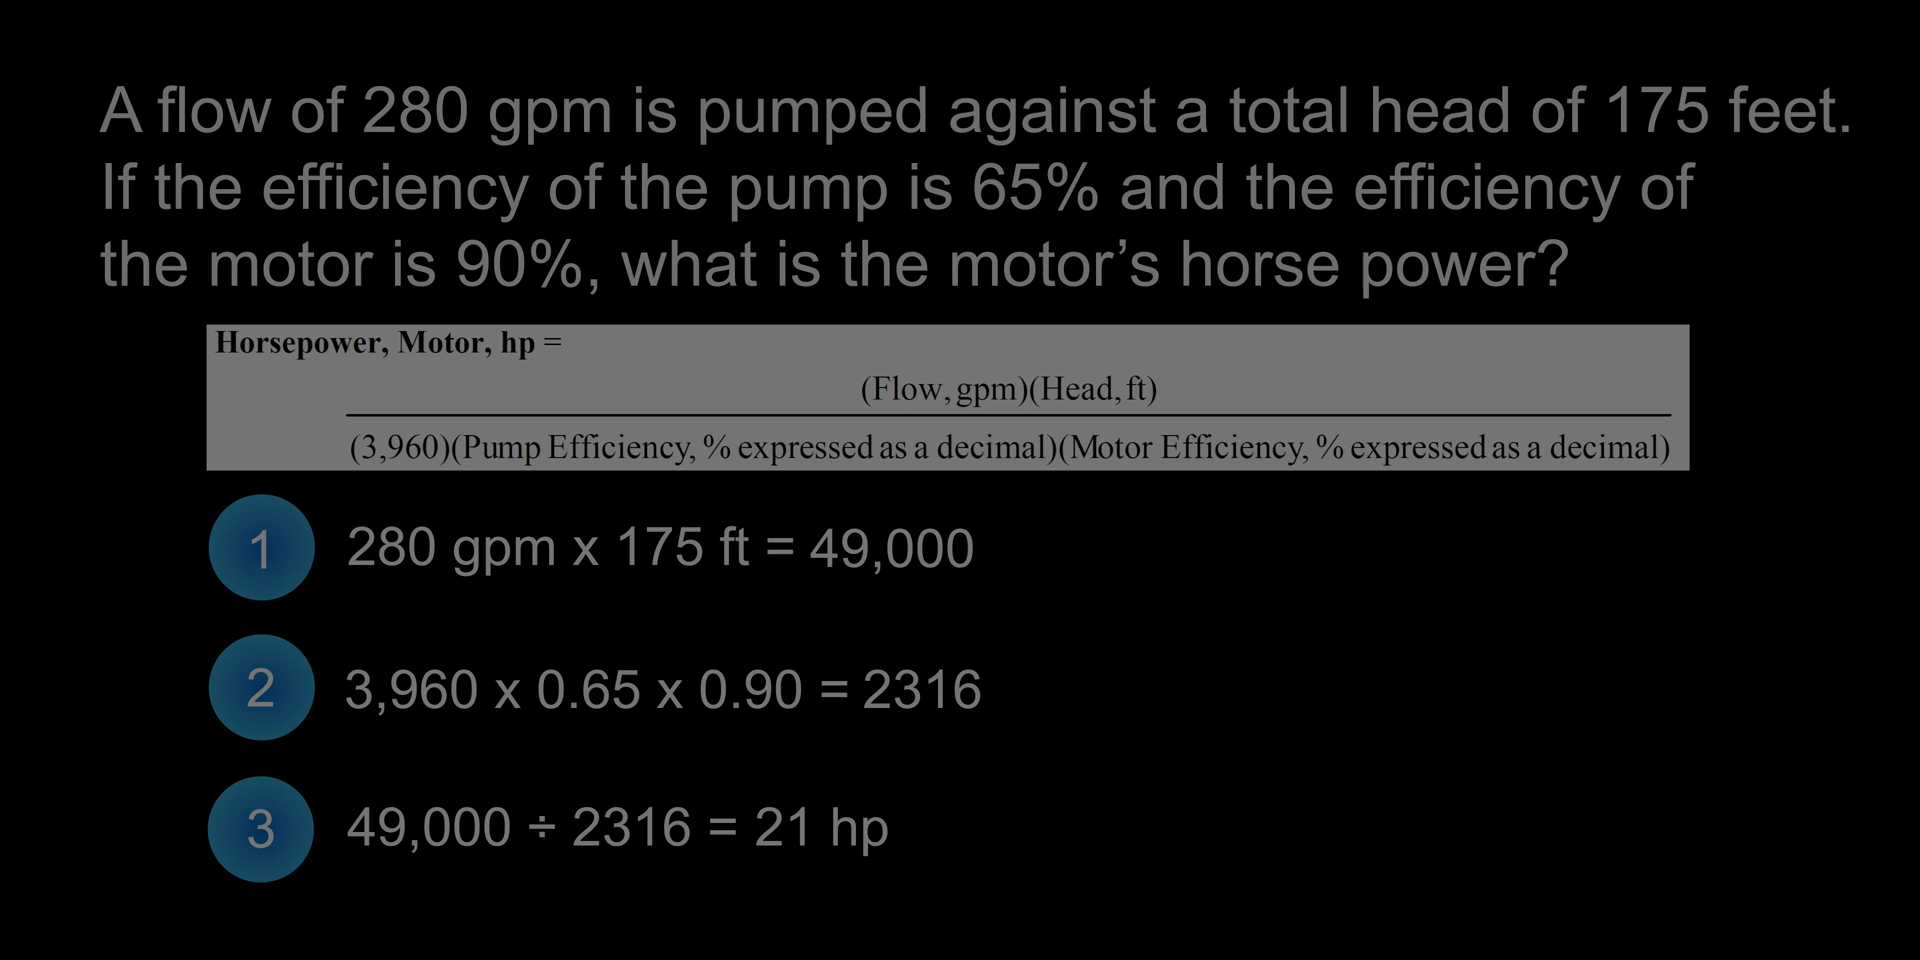 A flow of 280 gpm is pumped against a total head of 175 feet.
If the efficiency of the pump is 65% and the efficiency of
the motor is 90%, what is the motor’s horse power?
Horsepower, Motor, hp =
(Flow, gpm)(Head, ft)
(3,960)(Pump Efficiency, % expressed as a decimal)(Motor Efficiency, % expressed as a decimal)
1 280 gpm x 175 ft = 49,000
2 3,960 x 0.65 x 0.90 = 2316
3 49,000 ÷ 2316 = 21 hp